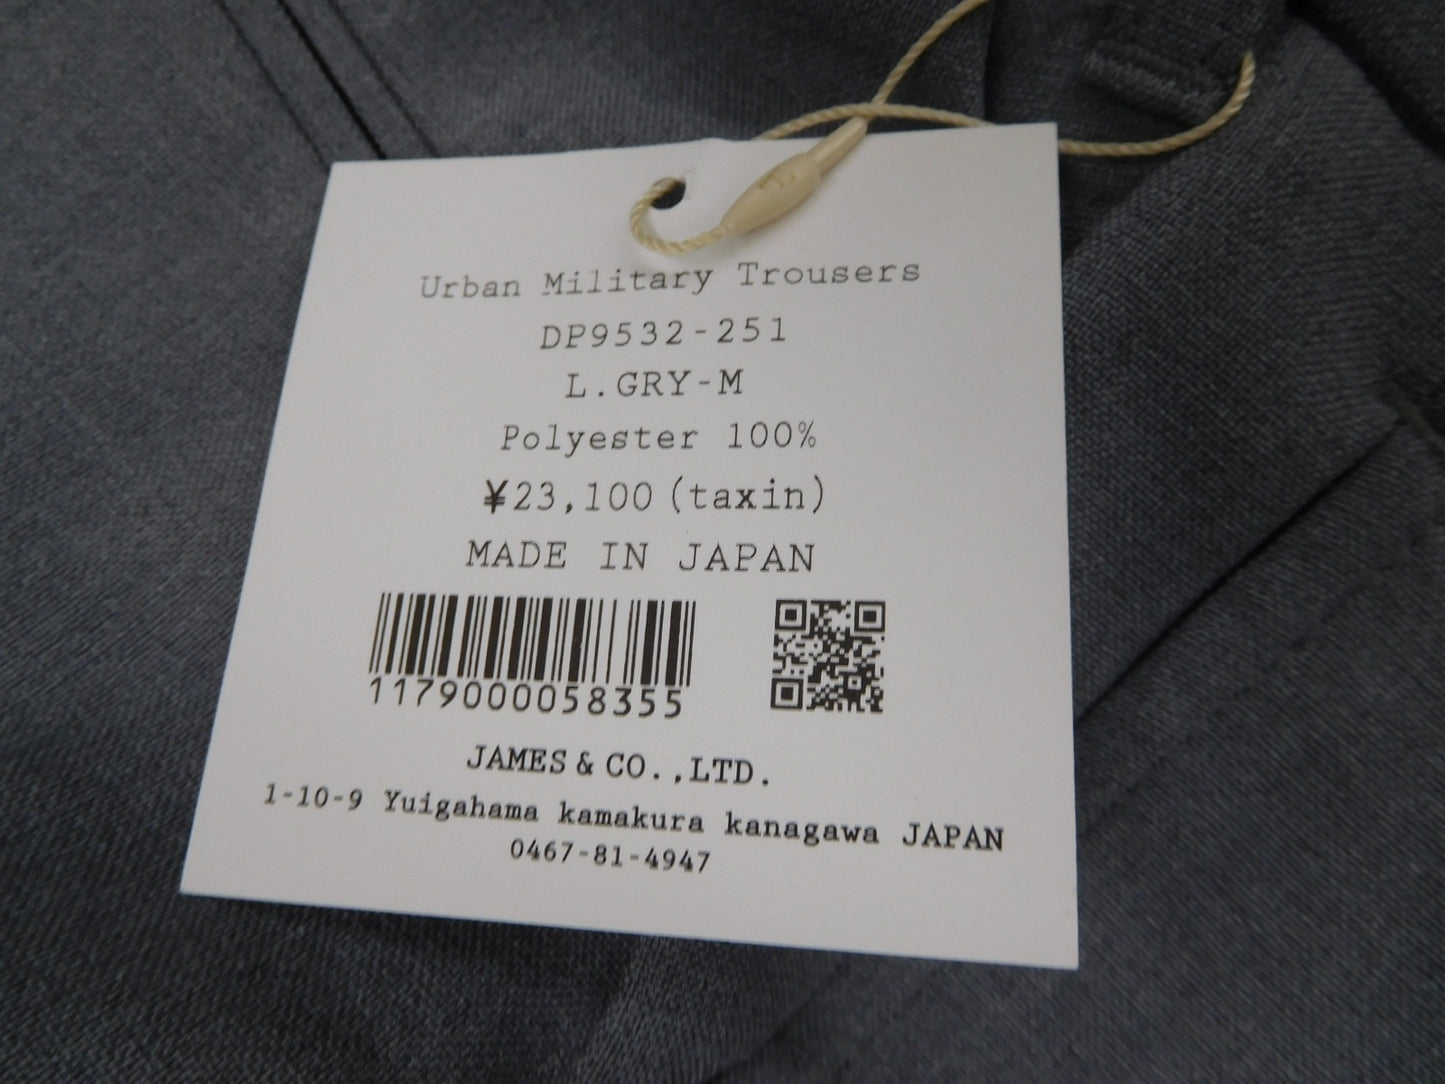 Urban Military Trousers
DP9532-251
L.GRY-M
Polyester 100%
¥23,100(taxin)
MADE IN JAPAN
1179000058355
JAMES & CO.,LTD.
1-10-9 Yuigahama kamakura kanagawa JAPAN
0467-81-4947